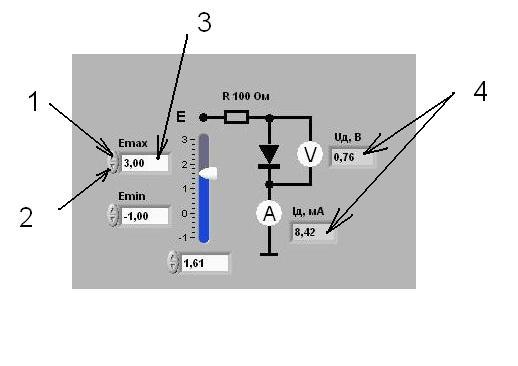 3
1
4
2
R 100 Ом
E
Emax
3,00
Emin
-1,00
3
2
1
0
-1
1,61
V
Uд, В
0,76
A
Iд, мА
8,42